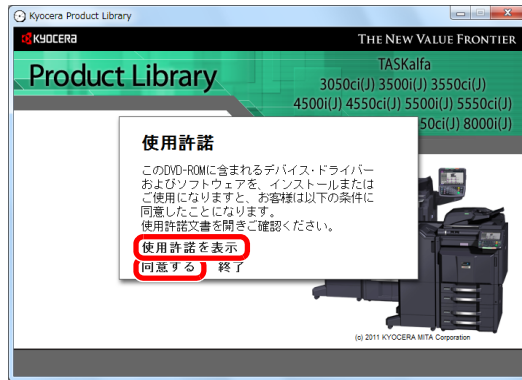 Kyocera Product Library
KYOCERA
THE NEW VALUE FRONTIER
Product Library
TASKalfa
3050ci(J) 3500i(J) 3550ci(J)
4500i(J) 4550ci(J) 5500i(J) 5550ci(J)
50ci(J) 8000i(J)
使用許諾
このDVD-ROMに含まれるデバイス・ドライバー
およびソフトウェアを、インストールまたは
ご使用になりますと、お客様は以下の条件に
同意したことになります。
使用許諾文書を開きご確認ください。
使用許諾を表示
同意する 終了
(c) 2011 KYOCERA MITA Corporation